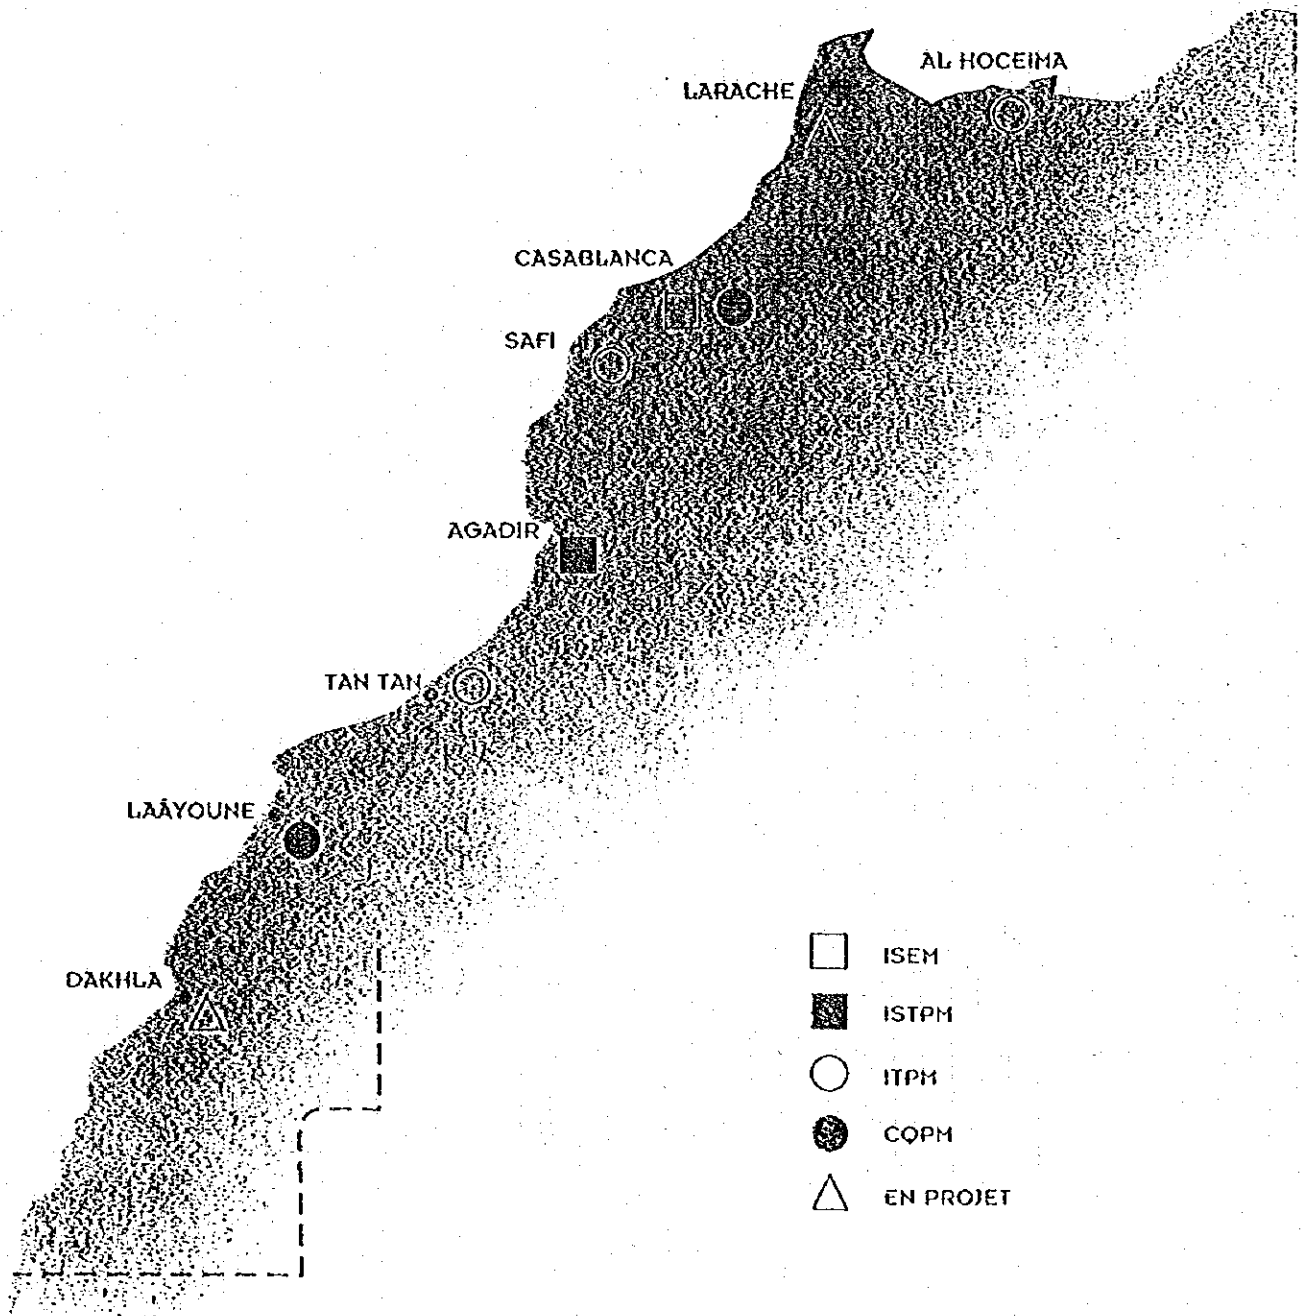 AL HOCEIMA
LARACHE
CASABLANCA
SAFI
AGADIR
TAN TAN
LAÂYOUNE
DAKHLA
ISEM
ISTPM
ITPM
CQPM
EN PROJET